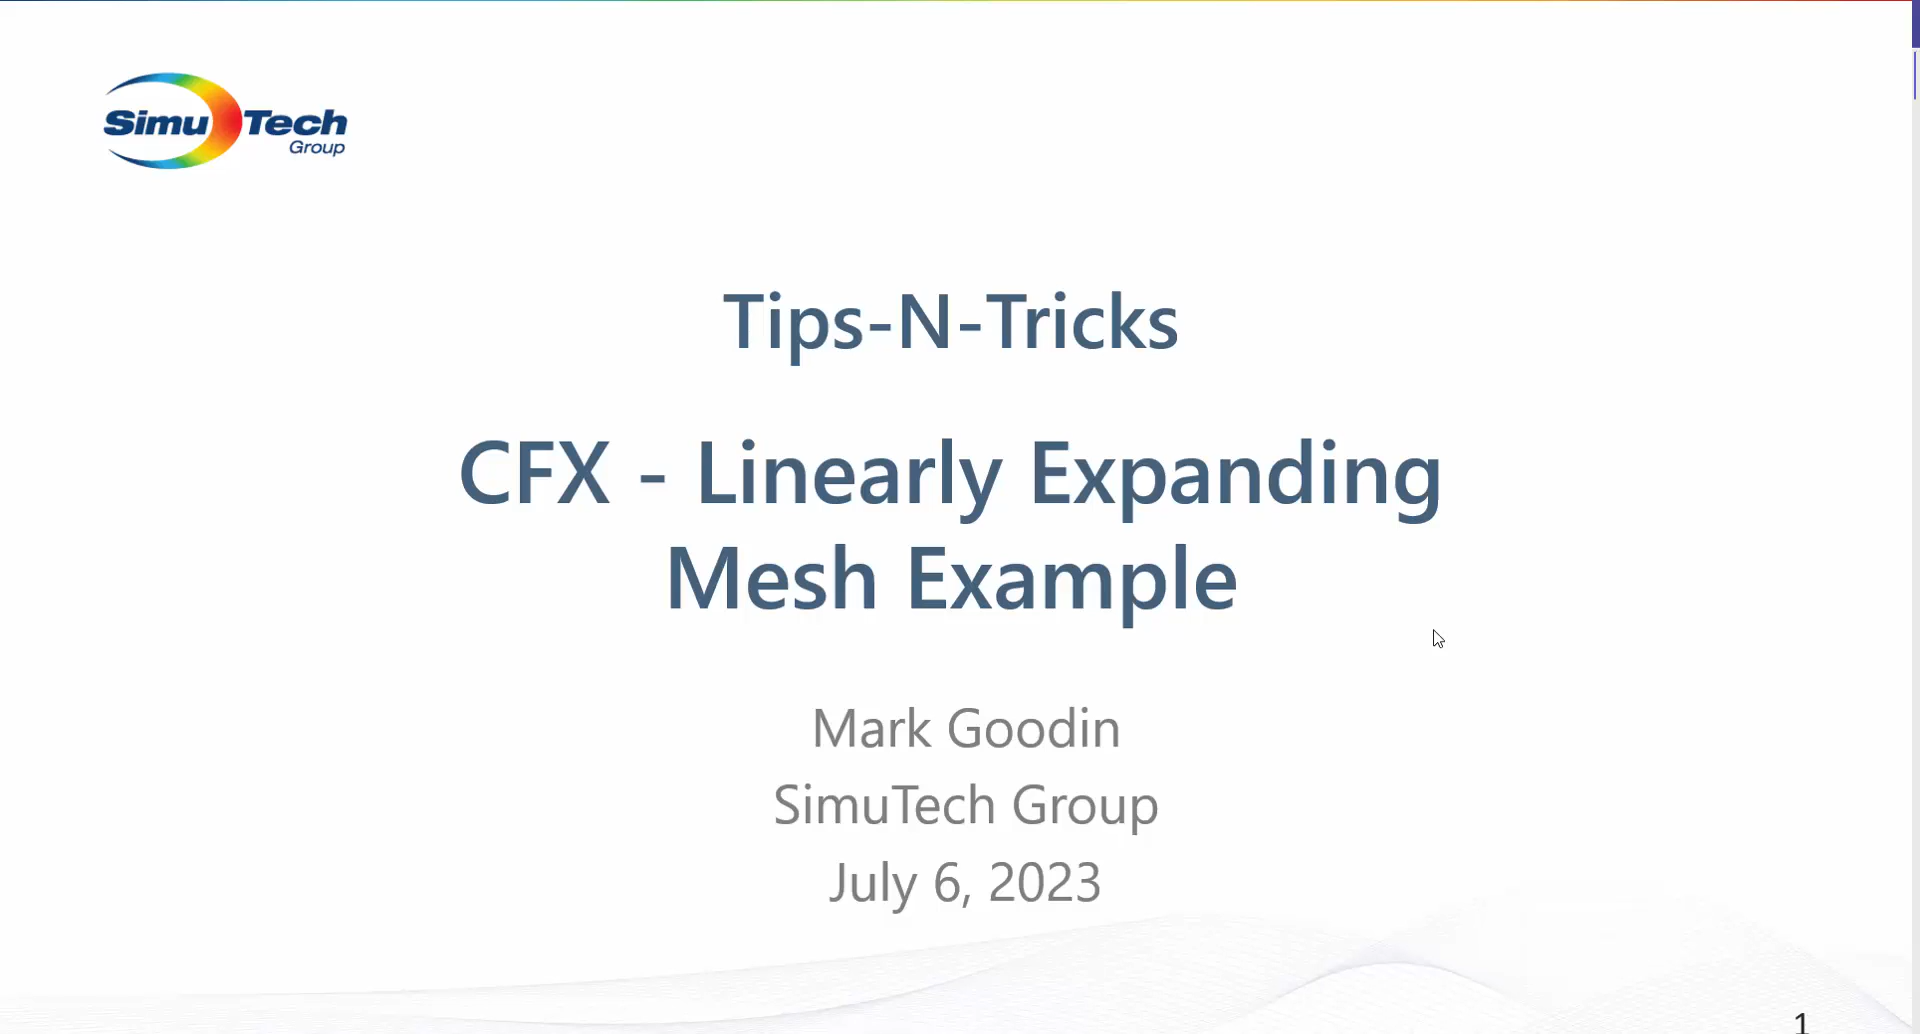 Simu Tech
Group
Tips-N-Tricks
CFX - Linearly Expanding
Mesh Example
Mark Goodin
SimuTech Group
July 6, 2023
1